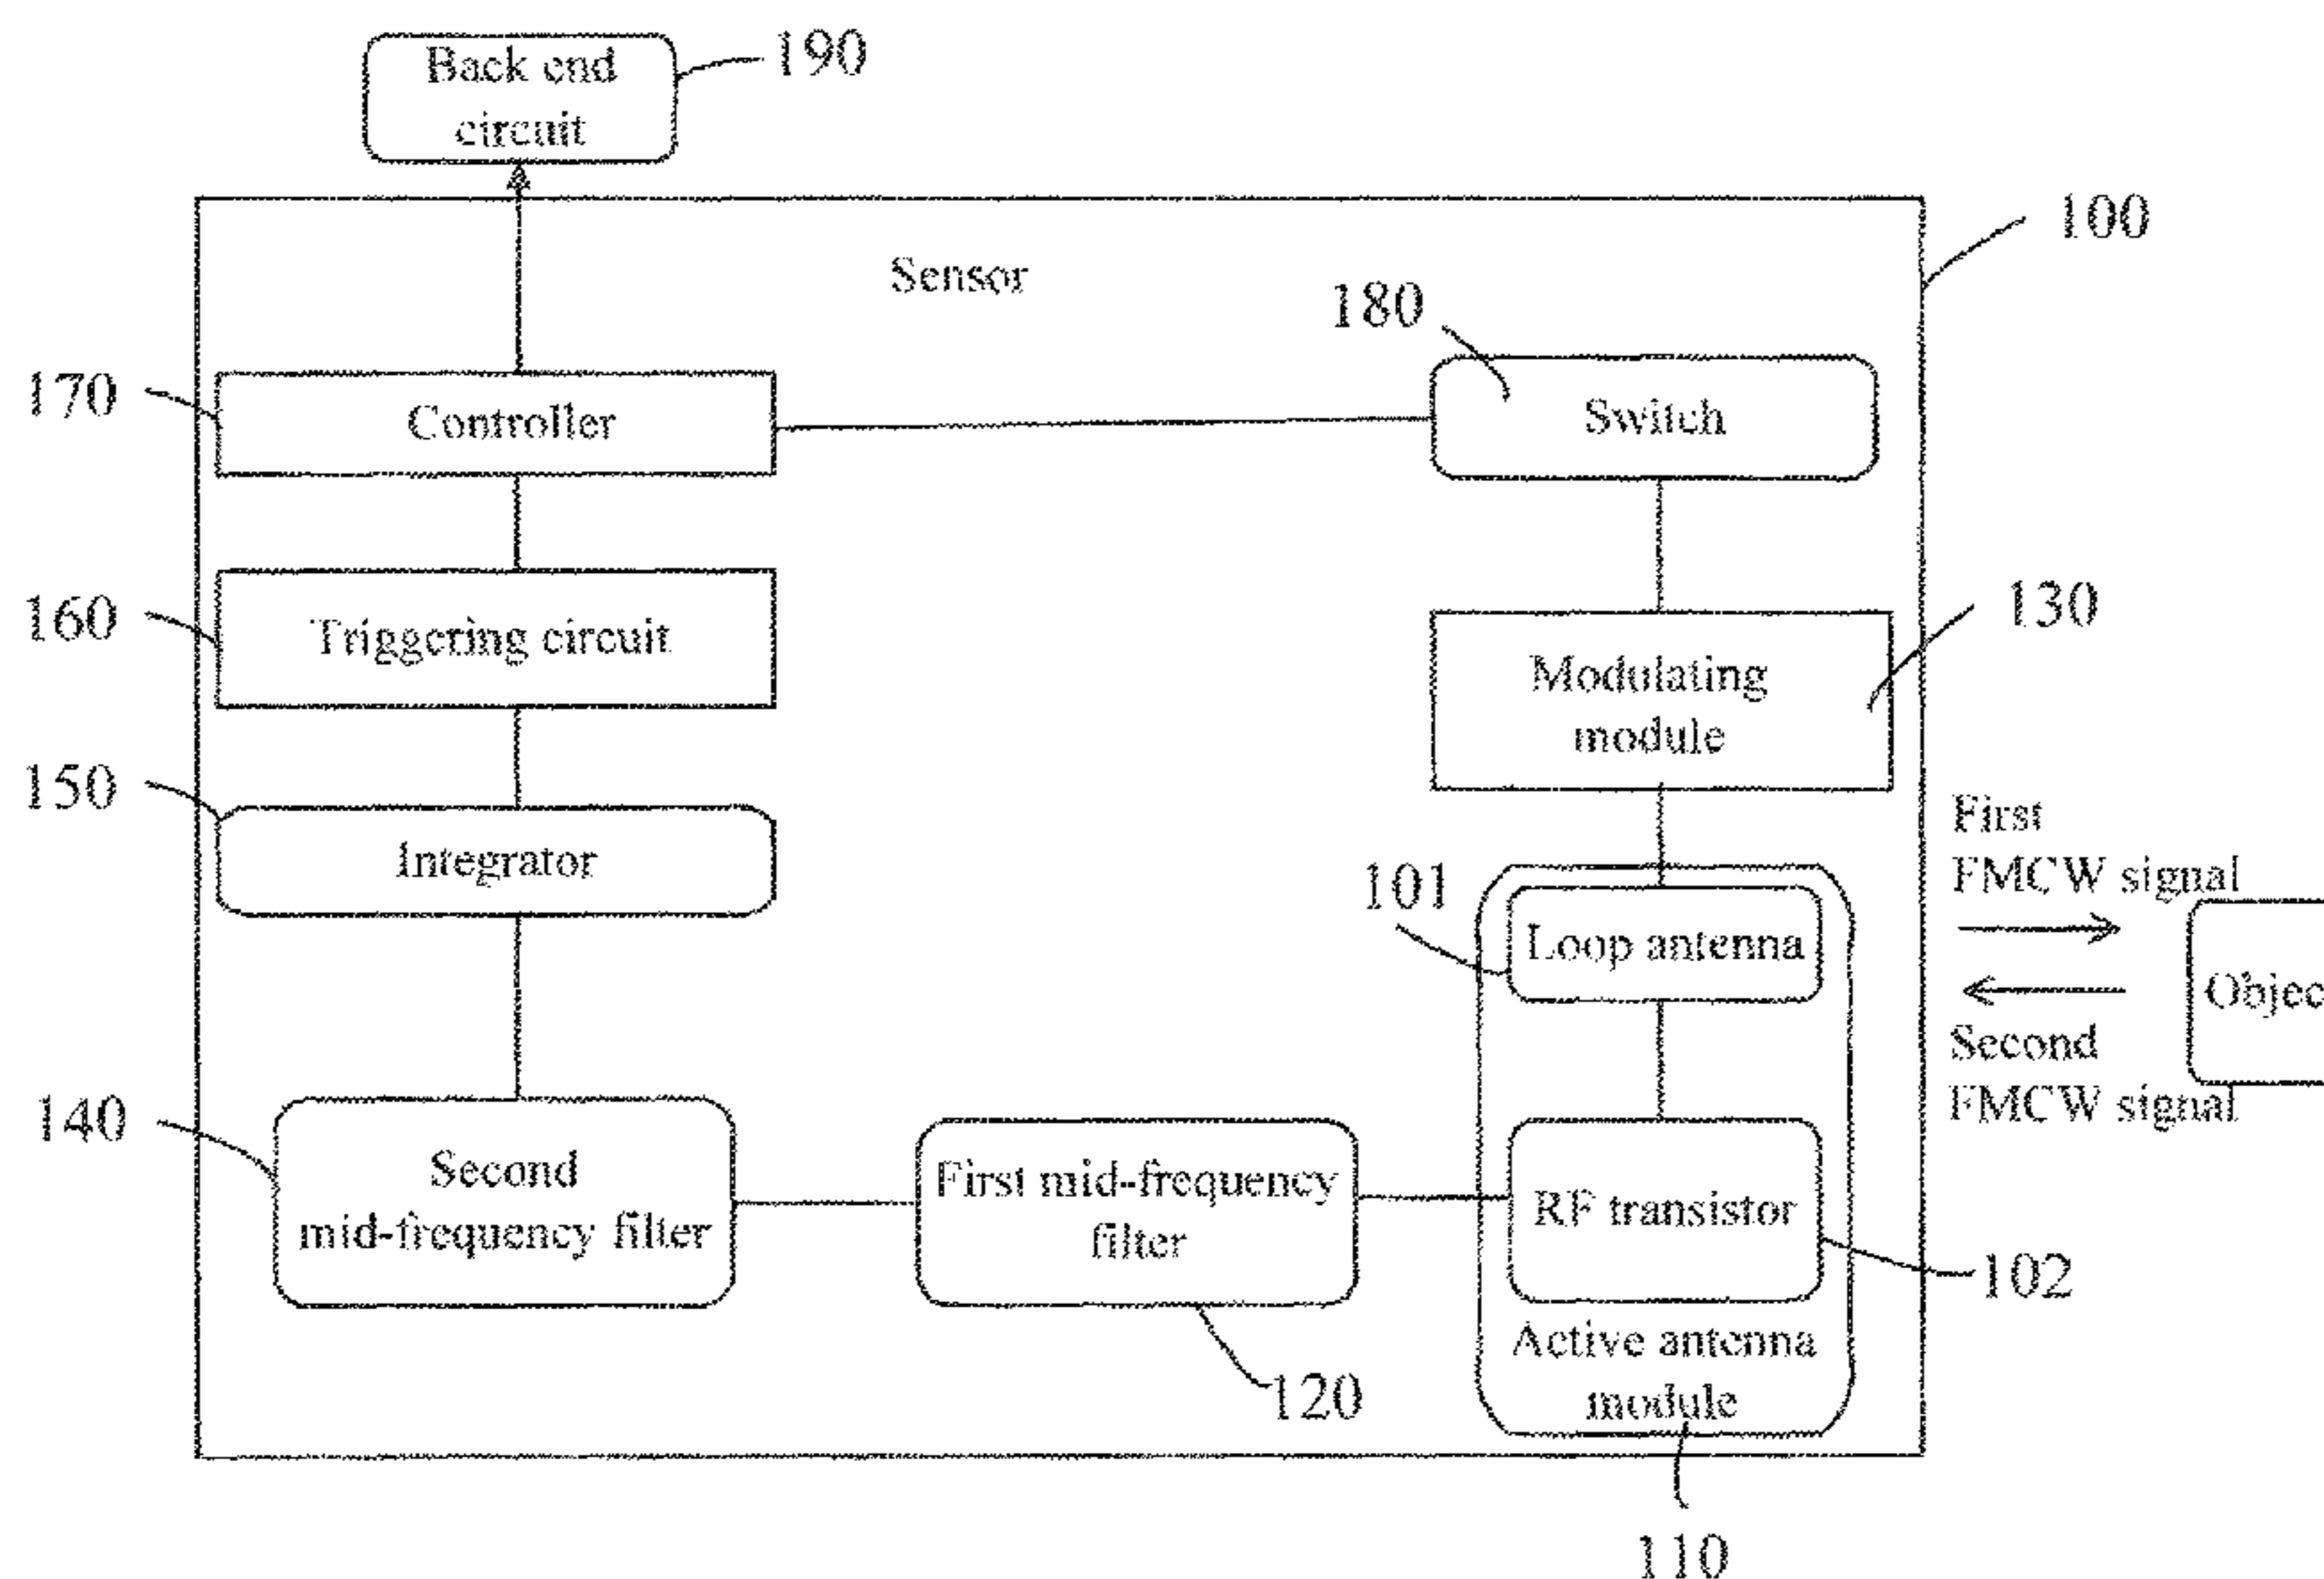 Back end
circuit
190
100
Sensor
180
170
Controller
Switch
160
Triggering circuit
130
Modulating
module
150
Integrator
First
FMCW signal
101
Loop antenna
Objec
Second
FMCW signal
140
Second
mid-frequency filter
First mid-frequency
filter
RF transistor
102
Active antenna
module
120
110